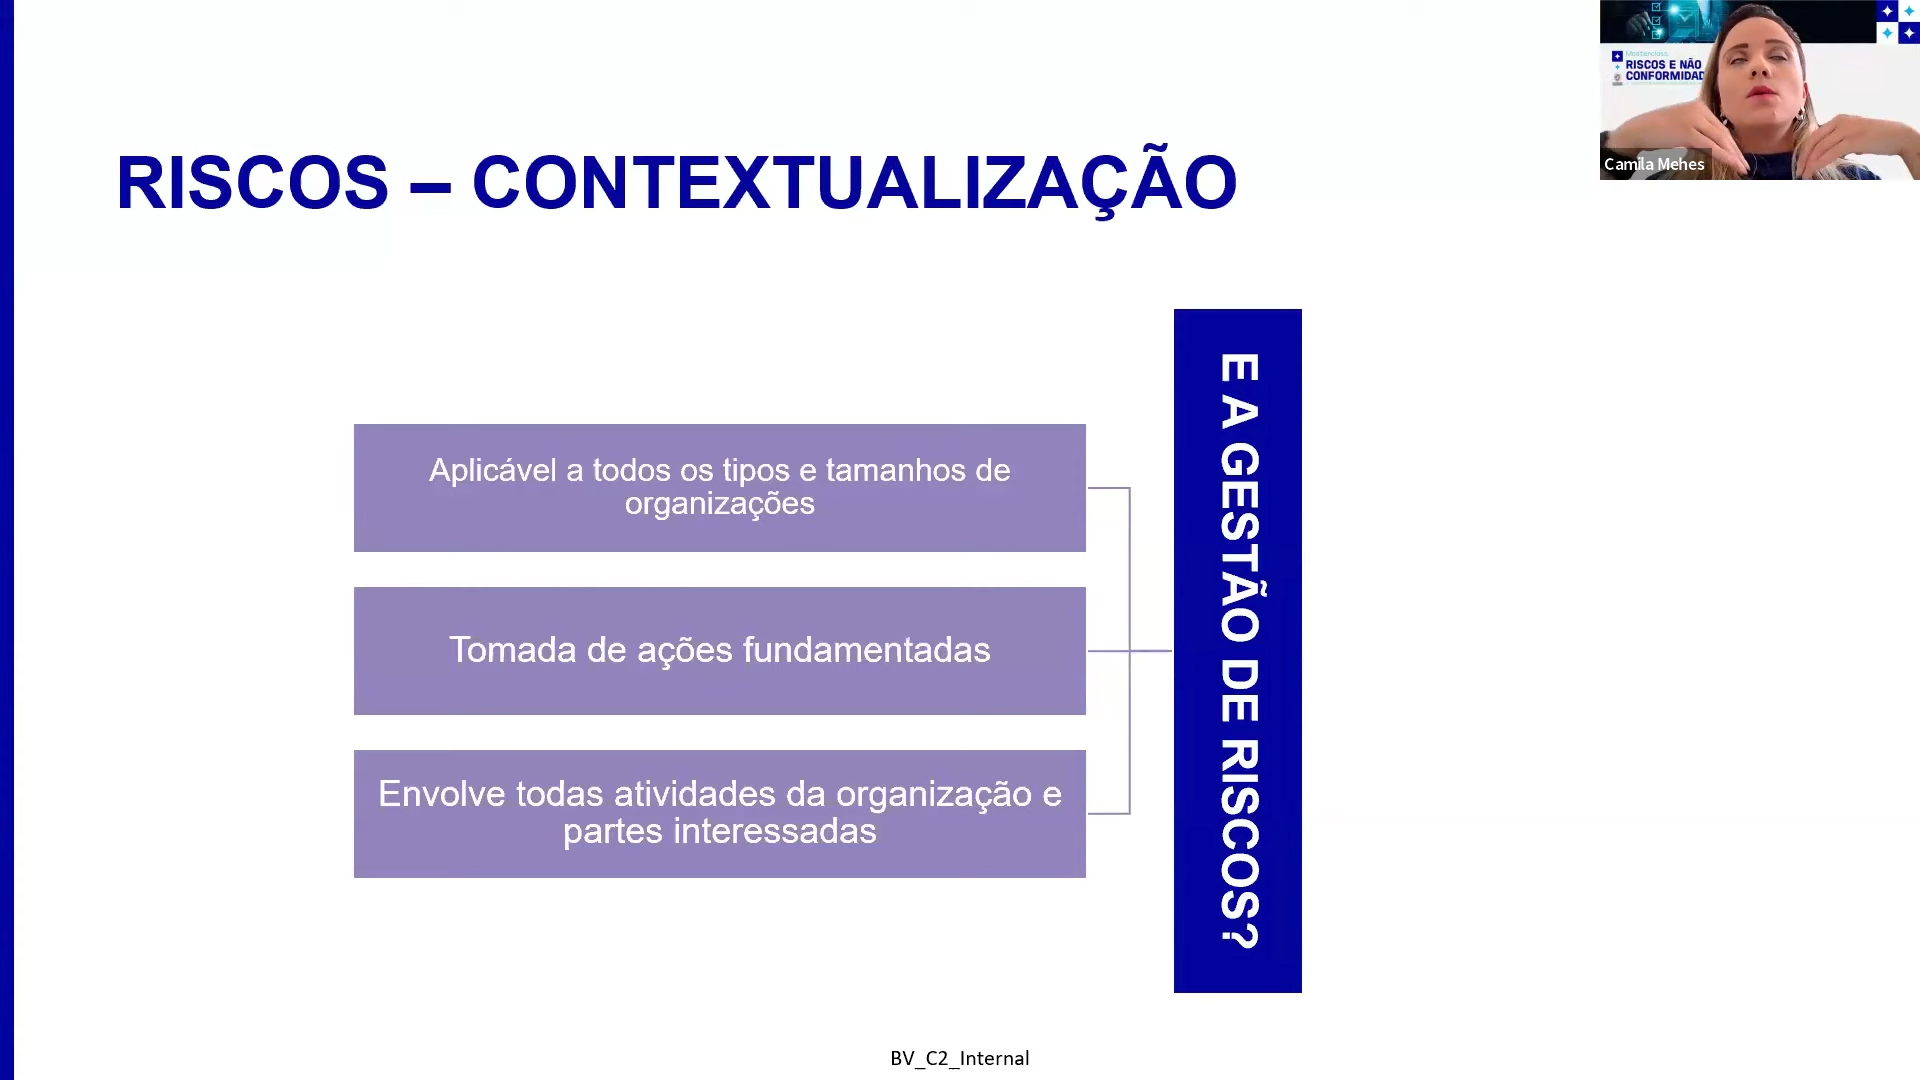 RISCOS – CONTEXTUALIZAÇÃO
Masterclass
RISCOS E NÃO
CONFORMIDAD
Camila Mehes
Aplicável a todos os tipos e tamanhos de
organizações
Tomada de ações fundamentadas
Envolve todas atividades da organização e
partes interessadas
E A GESTÃO DE RISCOS?
BV_C2_Internal